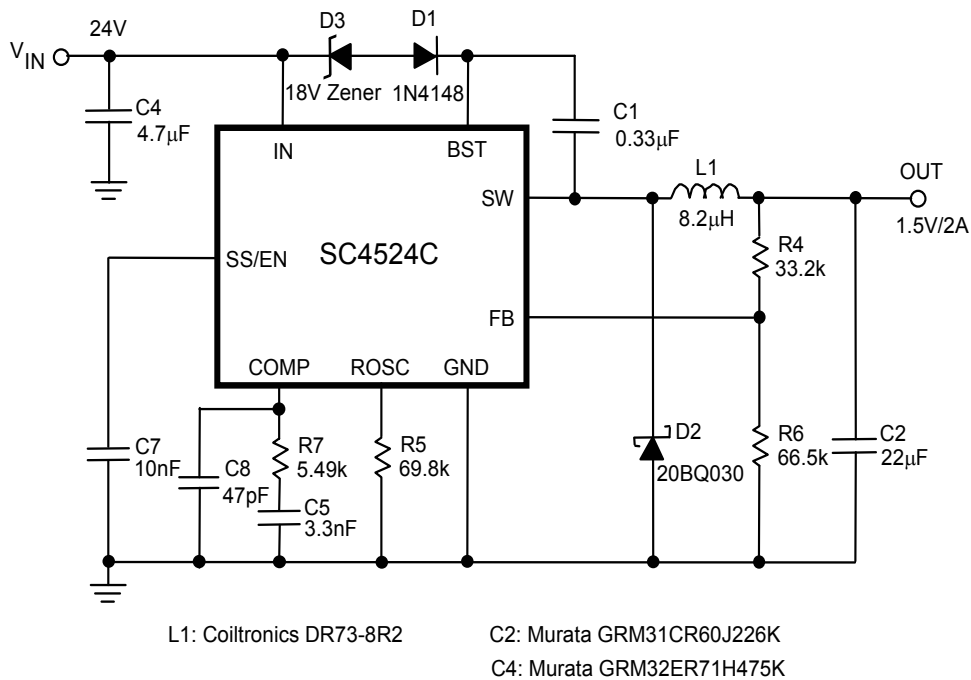 D3 D1
24V
V_IN
18V Zener 1N4148
C4
4.7µF
C1
0.33µF
IN BST
L1
OUT
SW
8.2µH
1.5V/2A
SC4524C
SS/EN
R4
33.2k
FB
COMP ROSC GND
C7
10nF
C8
47pF
R7
5.49k
C5
3.3nF
R5
69.8k
D2
20BQ030
R6
66.5k
C2
22µF
L1: Coiltronics DR73-8R2
C2: Murata GRM31CR60J226K
C4: Murata GRM32ER71H475K